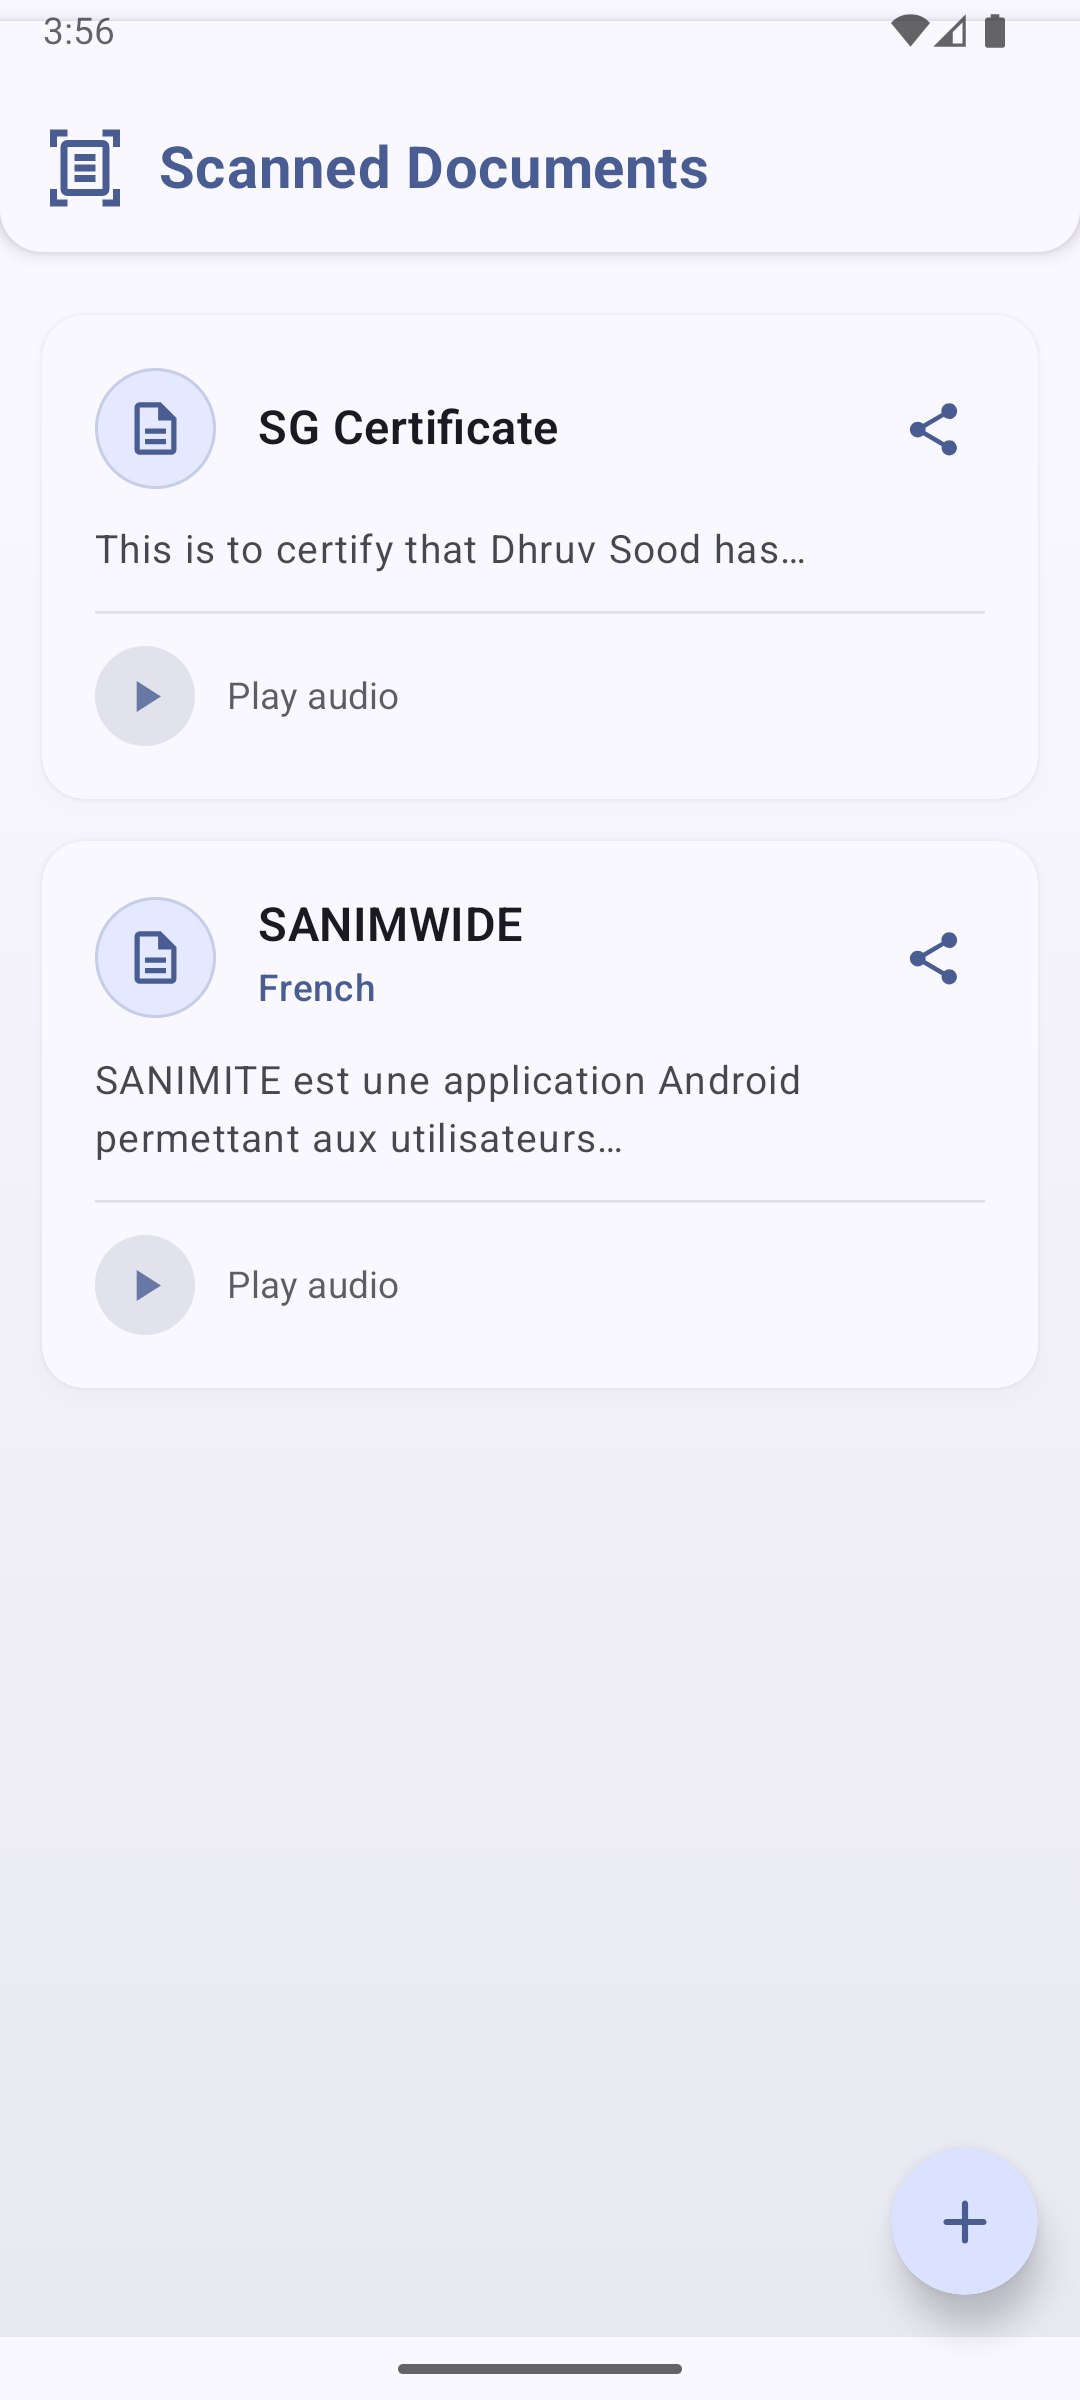 3:56
Scanned Documents
SG Certificate
This is to certify that Dhruv Sood has…
Play audio
SANIMWIDE
French
SANIMITE est une application Android
permettant aux utilisateurs…
Play audio